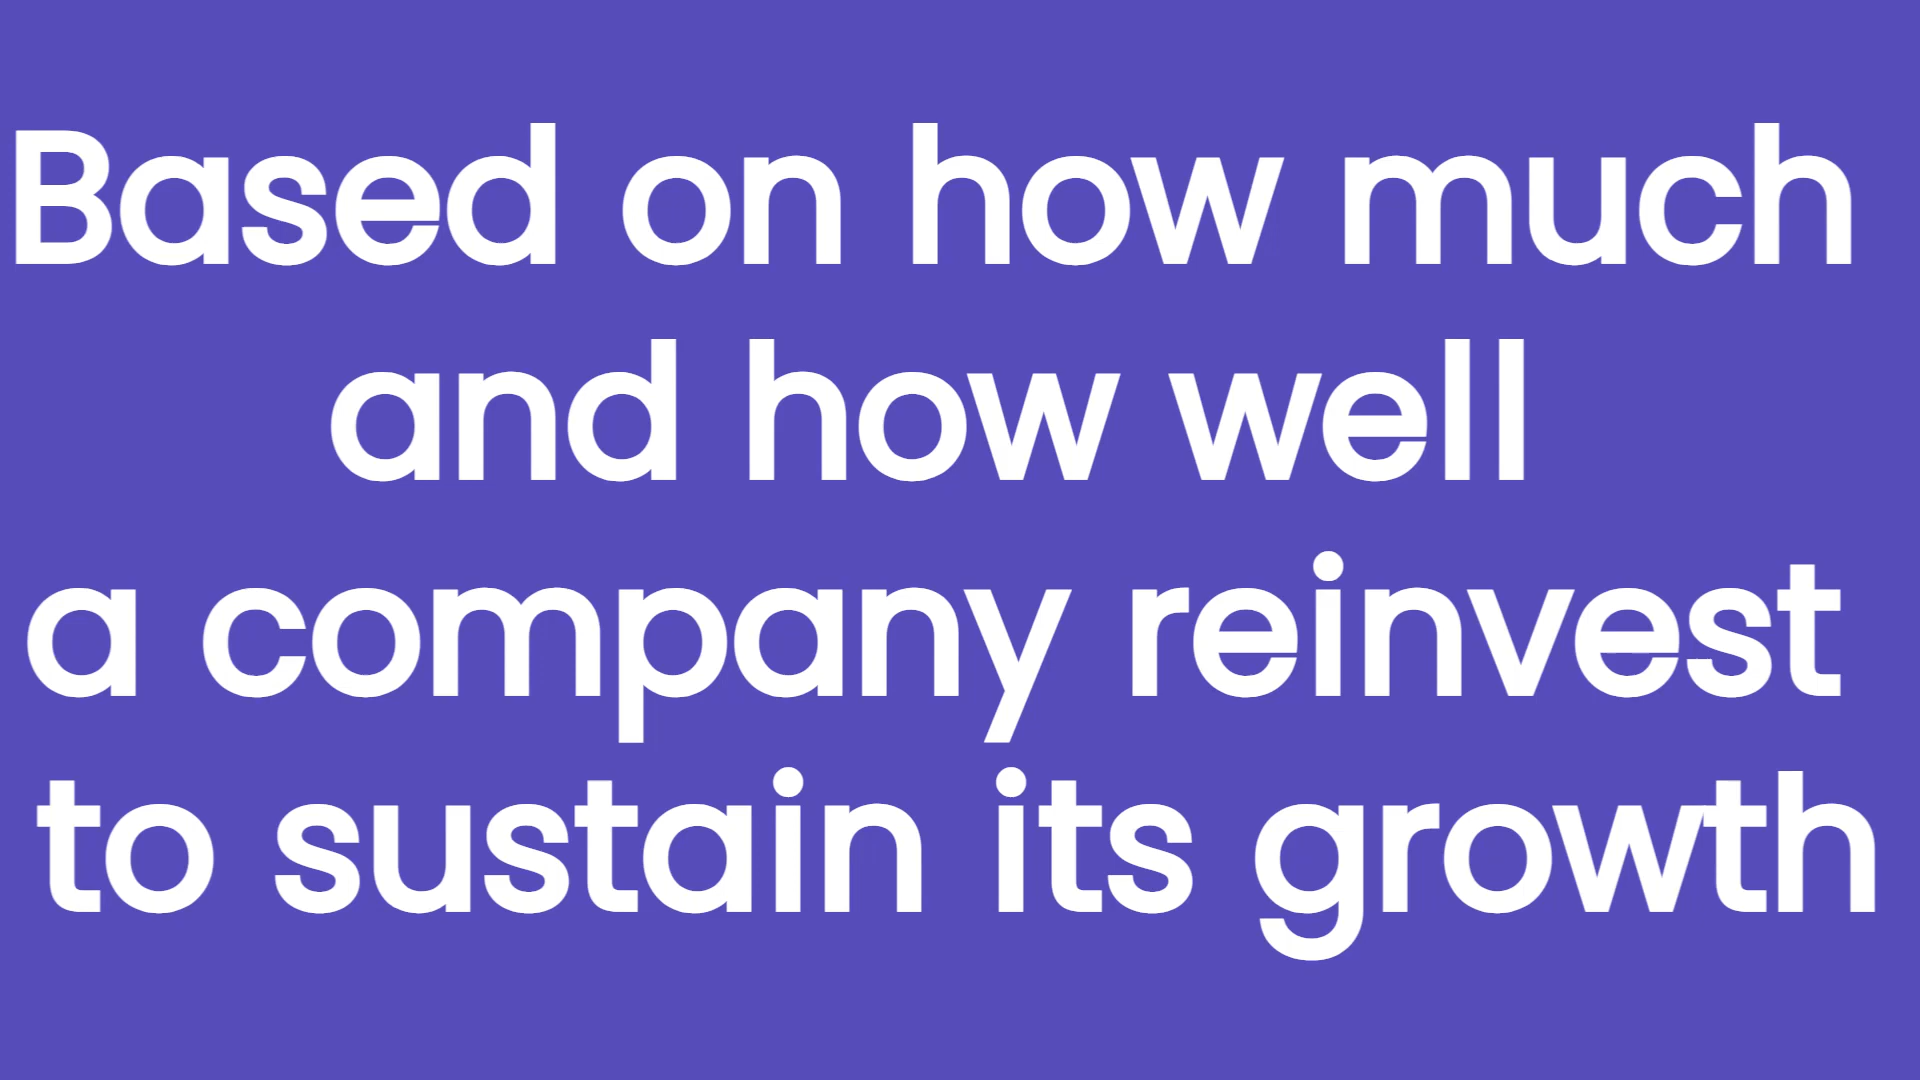 Based on how much
and how well
a company reinvest
to sustain its growth